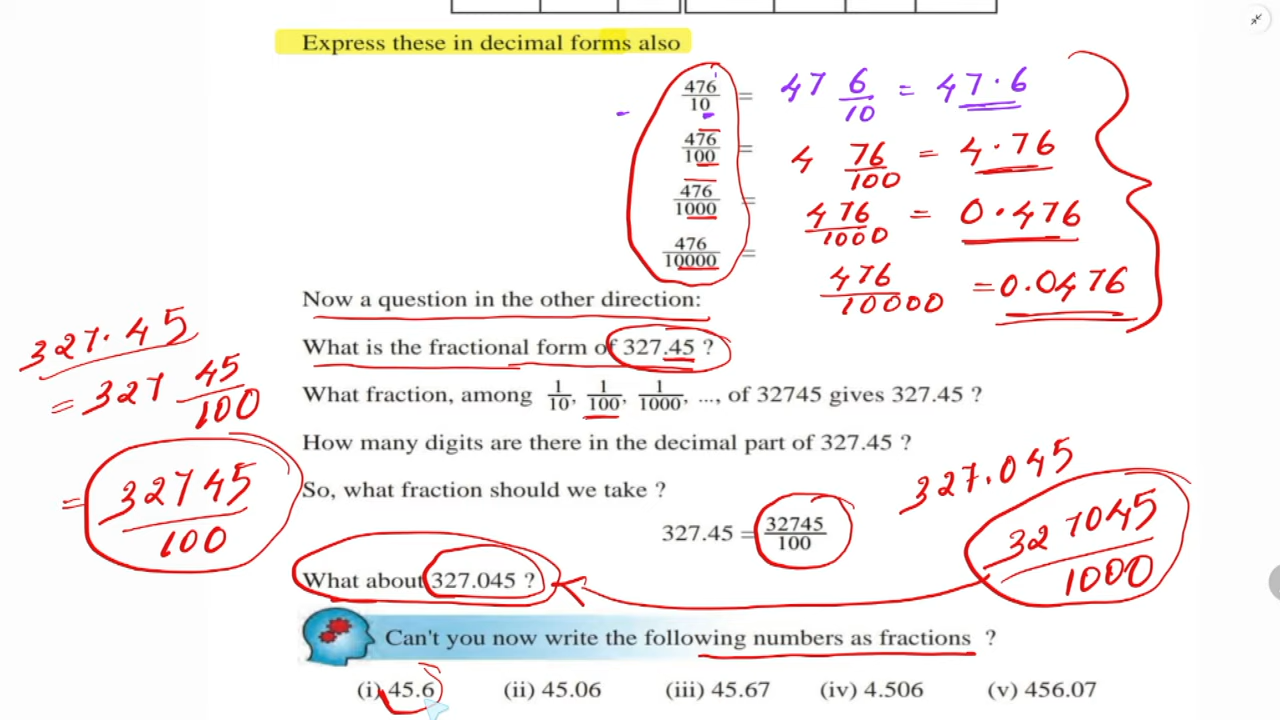 Express these in decimal forms also
476/10 = 47 6/10 = 47.6
476/100 = 4 76/100 = 4.76
476/1000 = 476/1000 = 0.476
476/10000 = 476/10000 = 0.0476
Now a question in the other direction:
What is the fractional form of 327.45 ?
327.45
= 327 45/100
= 32745/100
What fraction, among 1/10, 1/100, 1/1000, ..., of 32745 gives 327.45 ?
How many digits are there in the decimal part of 327.45 ?
So, what fraction should we take ?
327.45 = 32745/100
327.045
327045/1000
What about 327.045 ?
Can't you now write the following numbers as fractions ?
(i) 45.6 (ii) 45.06 (iii) 45.67 (iv) 4.506 (v) 456.07